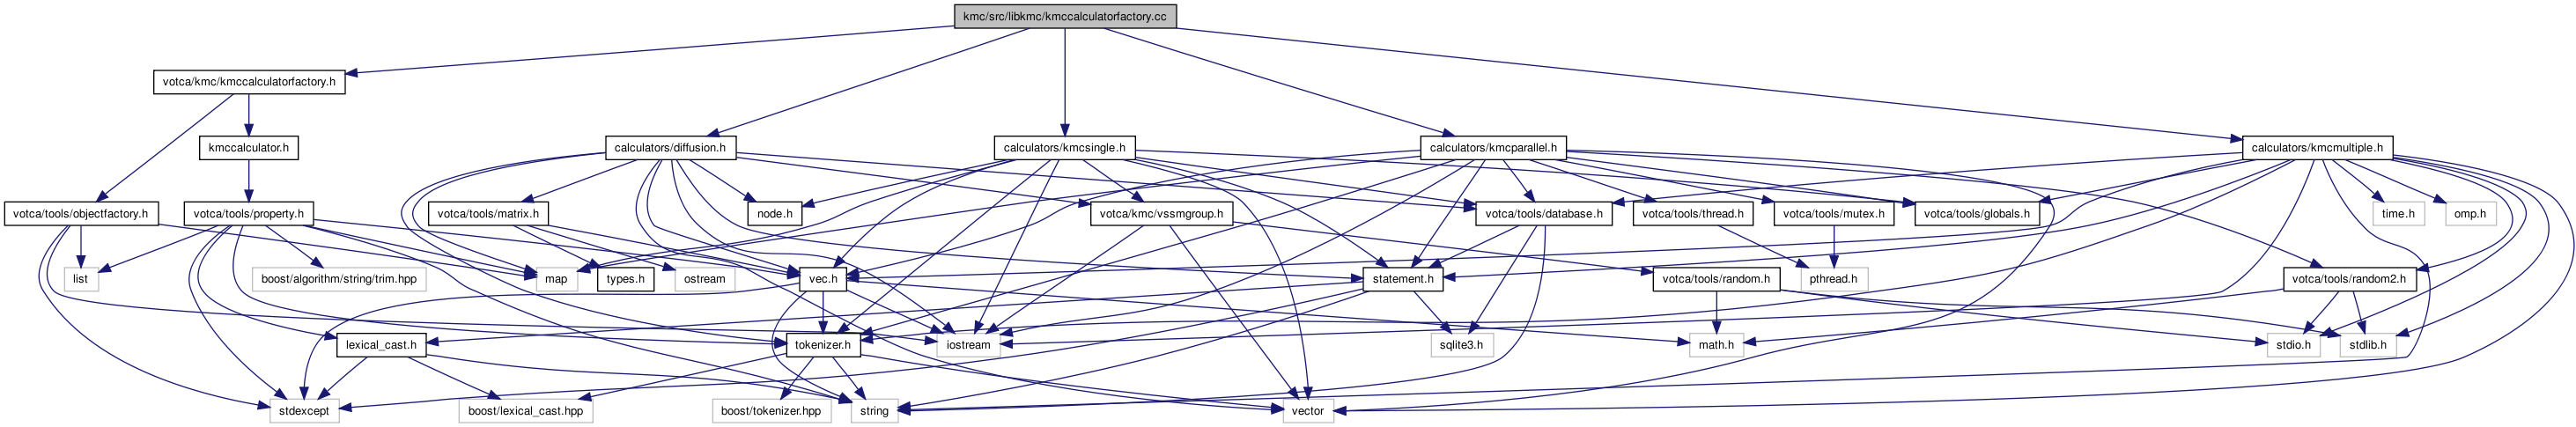 kmc/src/libkmc/kmccalculatorfactory.cc
votca/kmc/kmccalculatorfactory.h
kmccalculator.h
calculators/diffusion.h
calculators/kmcsingle.h
calculators/kmcparallel.h
calculators/kmcmultiple.h
votca/tools/objectfactory.h
votca/tools/property.h
votca/tools/matrix.h
node.h
votca/kmc/vssmgroup.h
votca/tools/database.h
votca/tools/thread.h
votca/tools/mutex.h
votca/tools/globals.h
time.h
omp.h
list
boost/algorithm/string/trim.hpp
map
types.h
ostream
vec.h
statement.h
votca/tools/random.h
pthread.h
votca/tools/random2.h
lexical_cast.h
tokenizer.h
iostream
sqlite3.h
math.h
stdio.h
stdlib.h
stdexcept
boost/lexical_cast.hpp
boost/tokenizer.hpp
string
vector